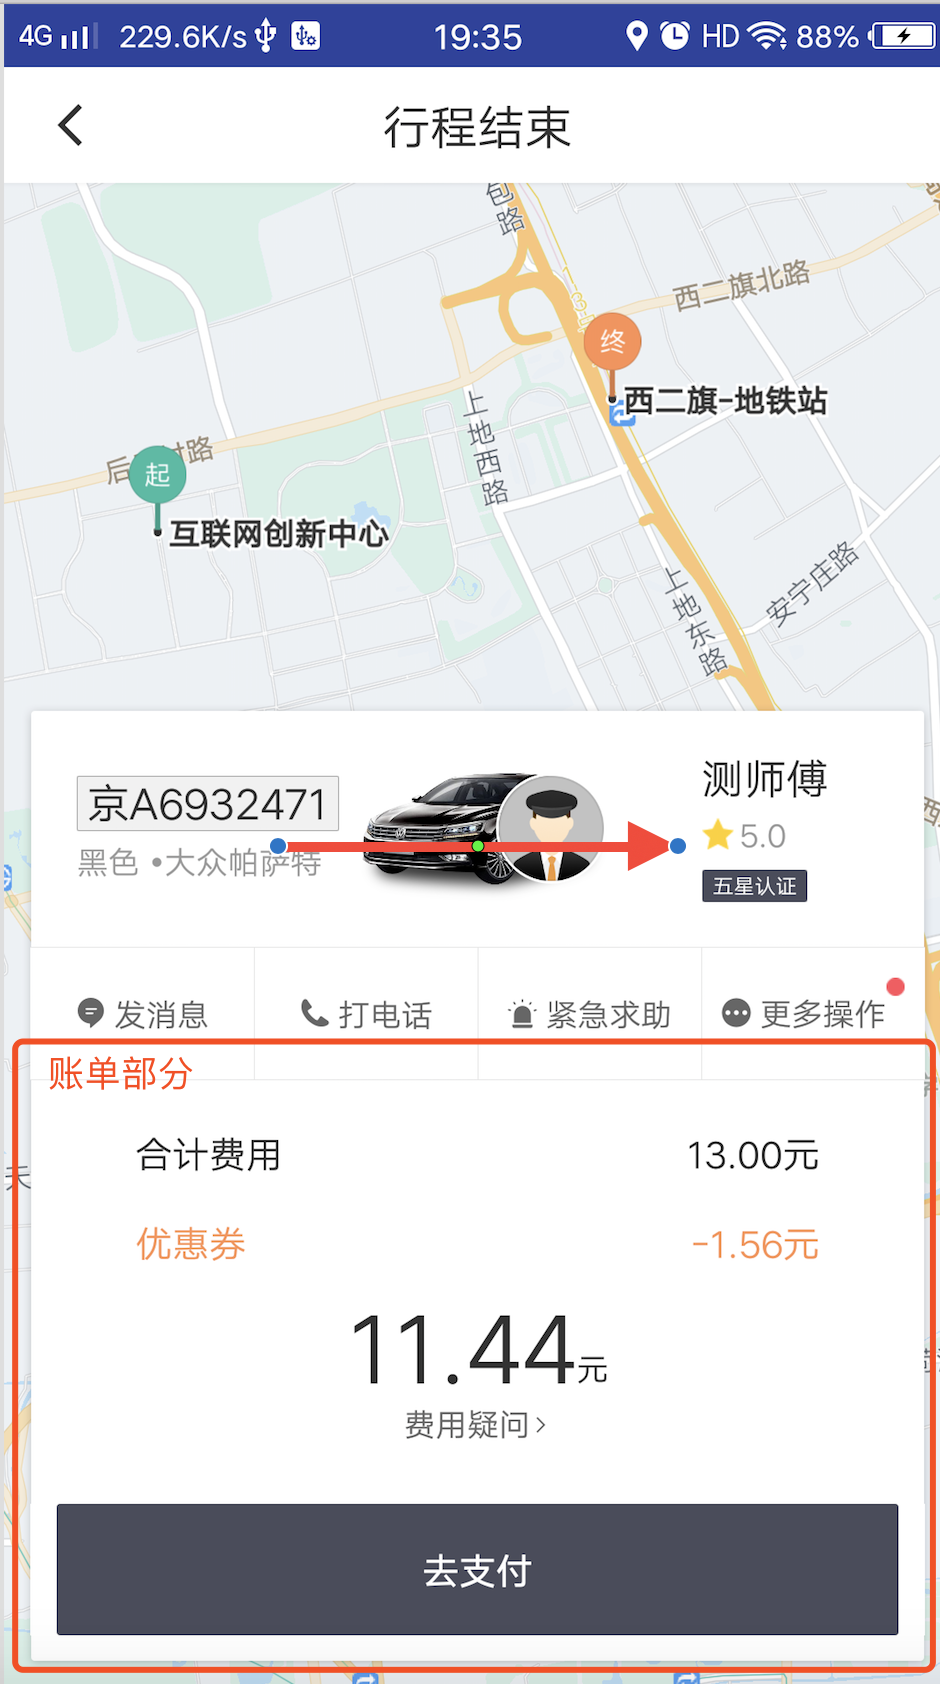 4G 229.6K/s 19:35 HD 88%
行程结束
包路
西二旗北路
终
西二旗-地铁站
上地西路
起
互联网创新中心
安宁庄路
上地东路
京A6932471
黑色 •大众帕萨特
测师傅
5.0
五星认证
发消息 打电话 紧急求助 更多操作
账单部分
合计费用 13.00元
优惠券 -1.56元
11.44元
费用疑问>
去支付